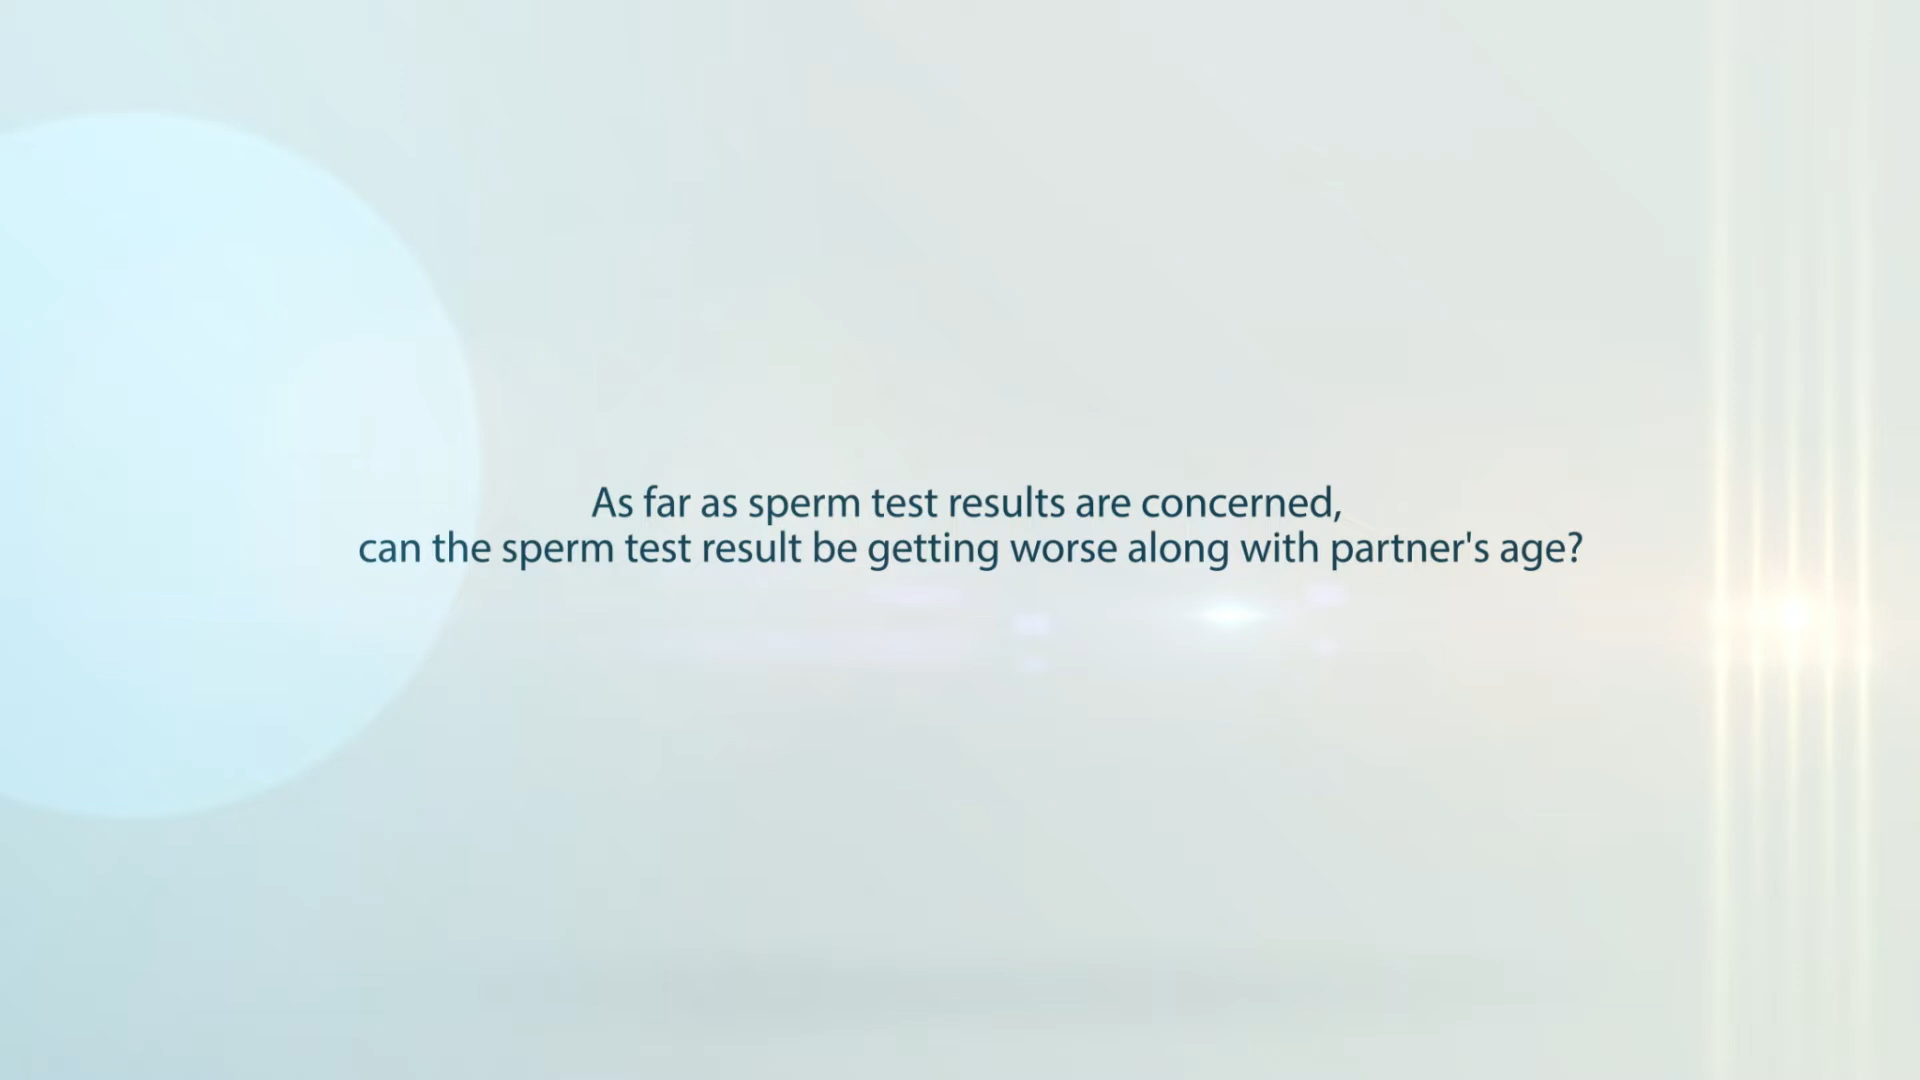 As far as sperm test results are concerned,
can the sperm test result be getting worse along with partner's age?